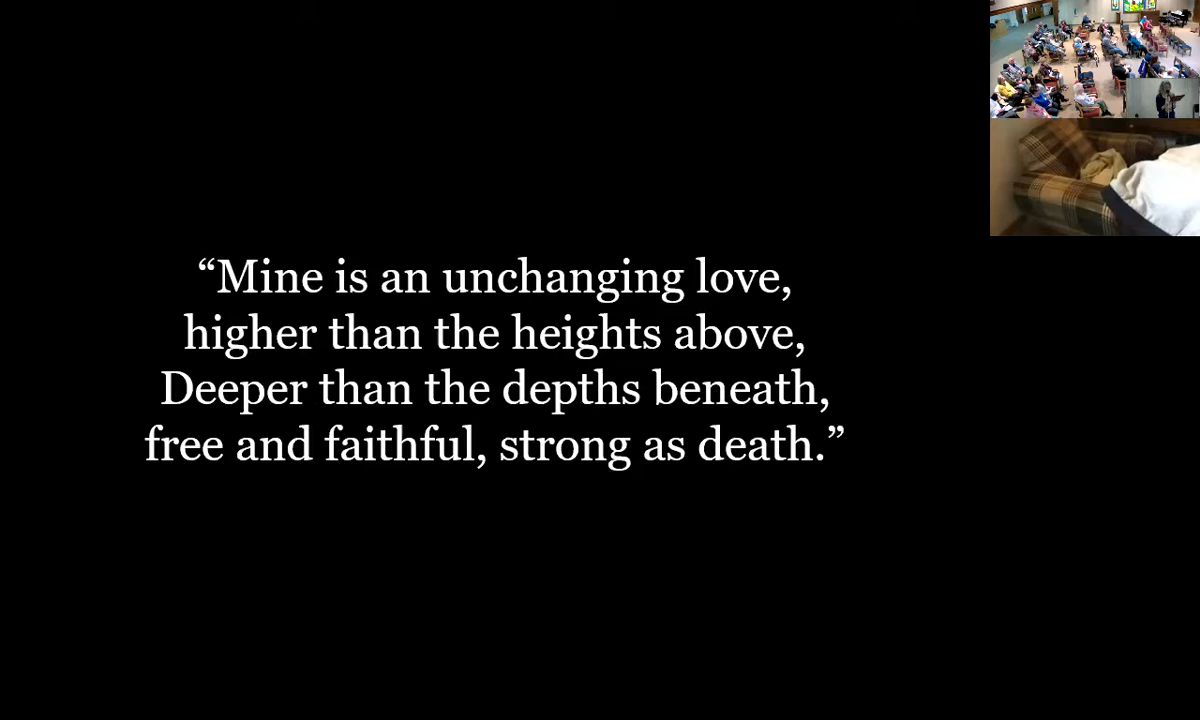 “Mine is an unchanging love,
higher than the heights above,
Deeper than the depths beneath,
free and faithful, strong as death.”